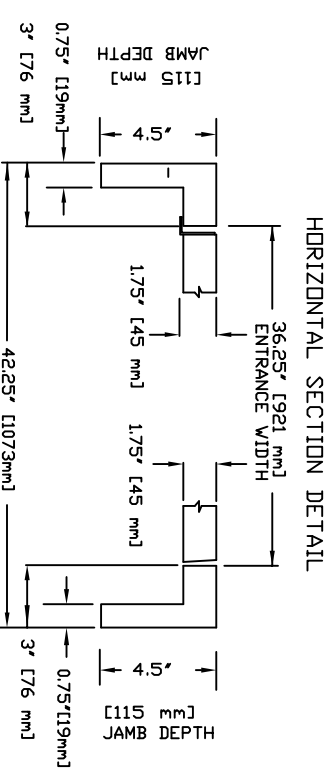 HORIZONTAL SECTION DETAIL
36.25" [921 mm]
ENTRANCE WIDTH
[115 mm]
JAMB DEPTH
4.5"
0.75" [19mm]
3" [76 mm]
1.75" [45 mm]
1.75" [45 mm]
42.25" [1073mm]
4.5"
[115 mm]
JAMB DEPTH
0.75"[19mm]
3" [76 mm]